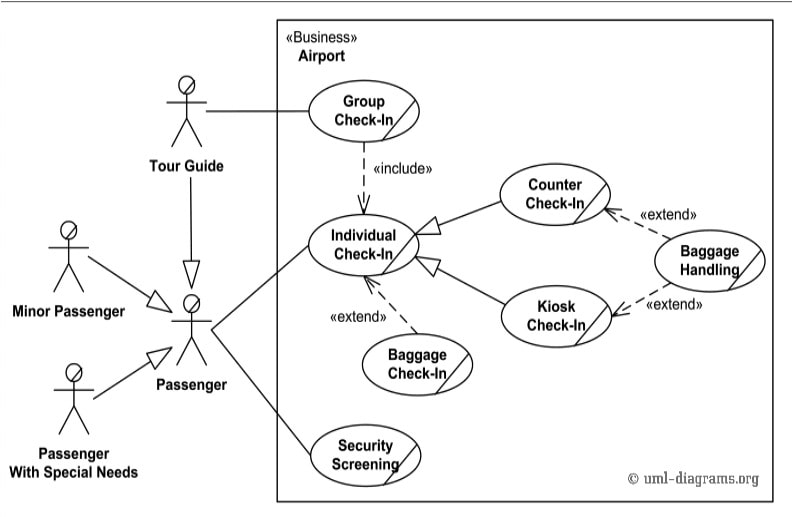 «Business»
Airport
Group
Check-In
Tour Guide
«include»
Counter
Check-In
«extend»
Individual
Check-In
Baggage
Handling
Minor Passenger
«extend»
Kiosk
Check-In
«extend»
Passenger
Baggage
Check-In
Passenger
With Special Needs
Security
Screening
© uml-diagrams.org